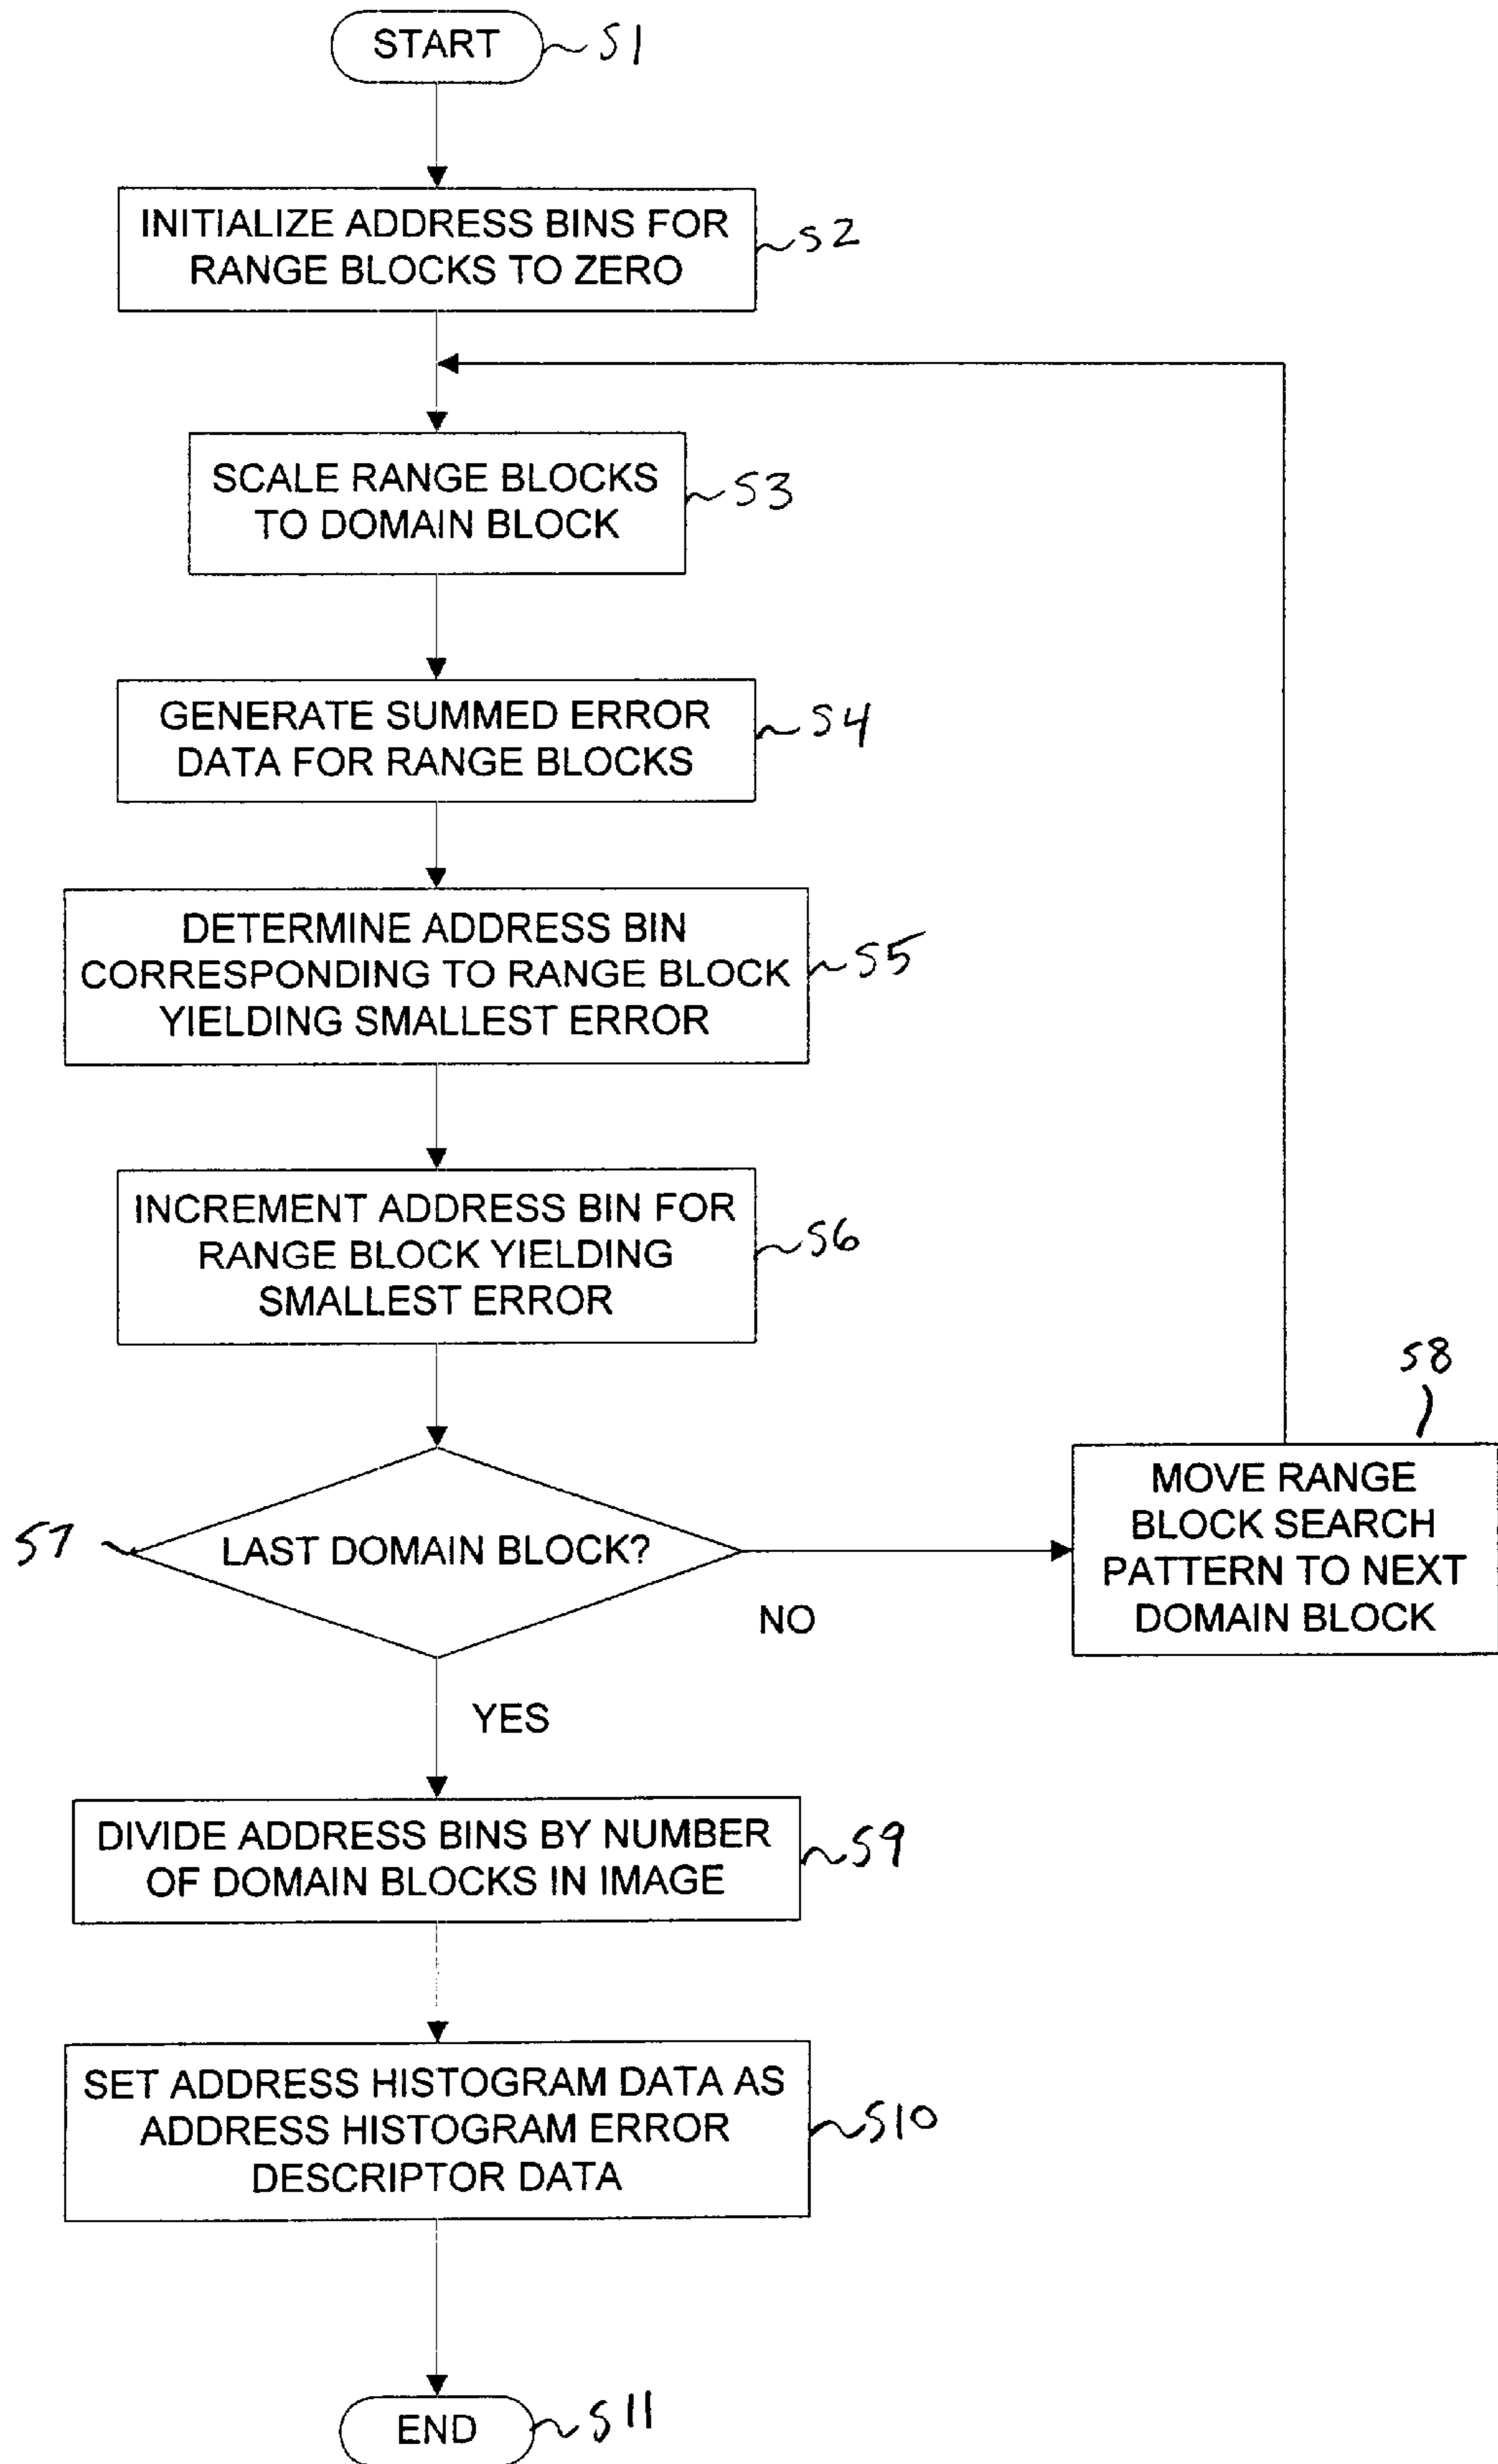 START
S1
INITIALIZE ADDRESS BINS FOR
RANGE BLOCKS TO ZERO
S2
SCALE RANGE BLOCKS
TO DOMAIN BLOCK
S3
GENERATE SUMMED ERROR
DATA FOR RANGE BLOCKS
S4
DETERMINE ADDRESS BIN
CORRESPONDING TO RANGE BLOCK
YIELDING SMALLEST ERROR
S5
INCREMENT ADDRESS BIN FOR
RANGE BLOCK YIELDING
SMALLEST ERROR
S6
S7
LAST DOMAIN BLOCK?
NO
S8
MOVE RANGE
BLOCK SEARCH
PATTERN TO NEXT
DOMAIN BLOCK
YES
DIVIDE ADDRESS BINS BY NUMBER
OF DOMAIN BLOCKS IN IMAGE
S9
SET ADDRESS HISTOGRAM DATA AS
ADDRESS HISTOGRAM ERROR
DESCRIPTOR DATA
S10
END
S11